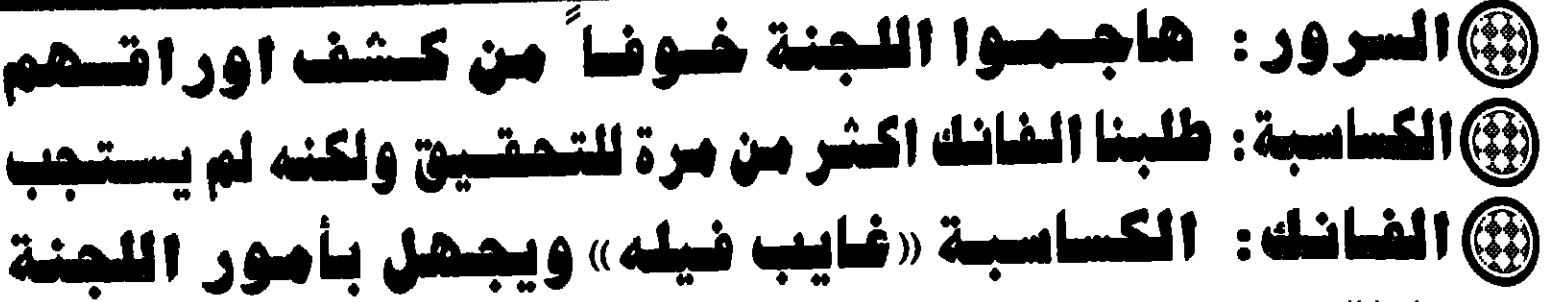 السرور: هاجموا اللجنة خوفاً من كشف اوراقهم
الكساسبة: طلبنا الفانك اكثر من مرة للتحقيق ولكنه لم يستجب
الفانك: الكساسبة «غايب فيله» ويجهل بأمور اللجنة